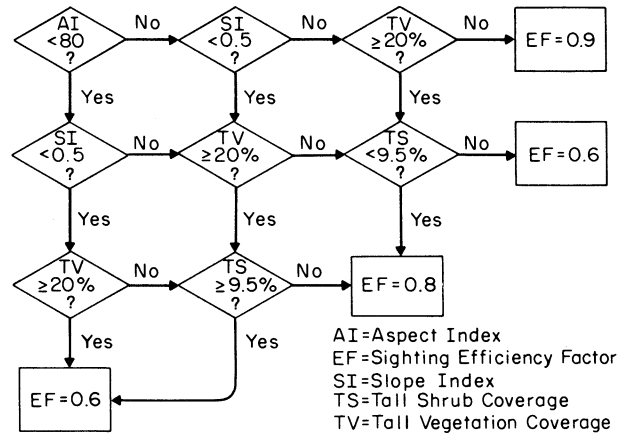 AI
<80
?
No
SI
<0.5
?
No
TV
≥20%
?
No
EF=0.9
Yes
Yes
Yes
SI
<0.5
?
No
TV
≥20%
?
No
TS
<9.5%
?
No
EF=0.6
Yes
Yes
Yes
TV
≥20%
?
No
TS
≥9.5%
?
No
EF=0.8
Yes
Yes
EF=0.6
AI=Aspect Index
EF=Sighting Efficiency Factor
SI=Slope Index
TS=Tall Shrub Coverage
TV=Tall Vegetation Coverage